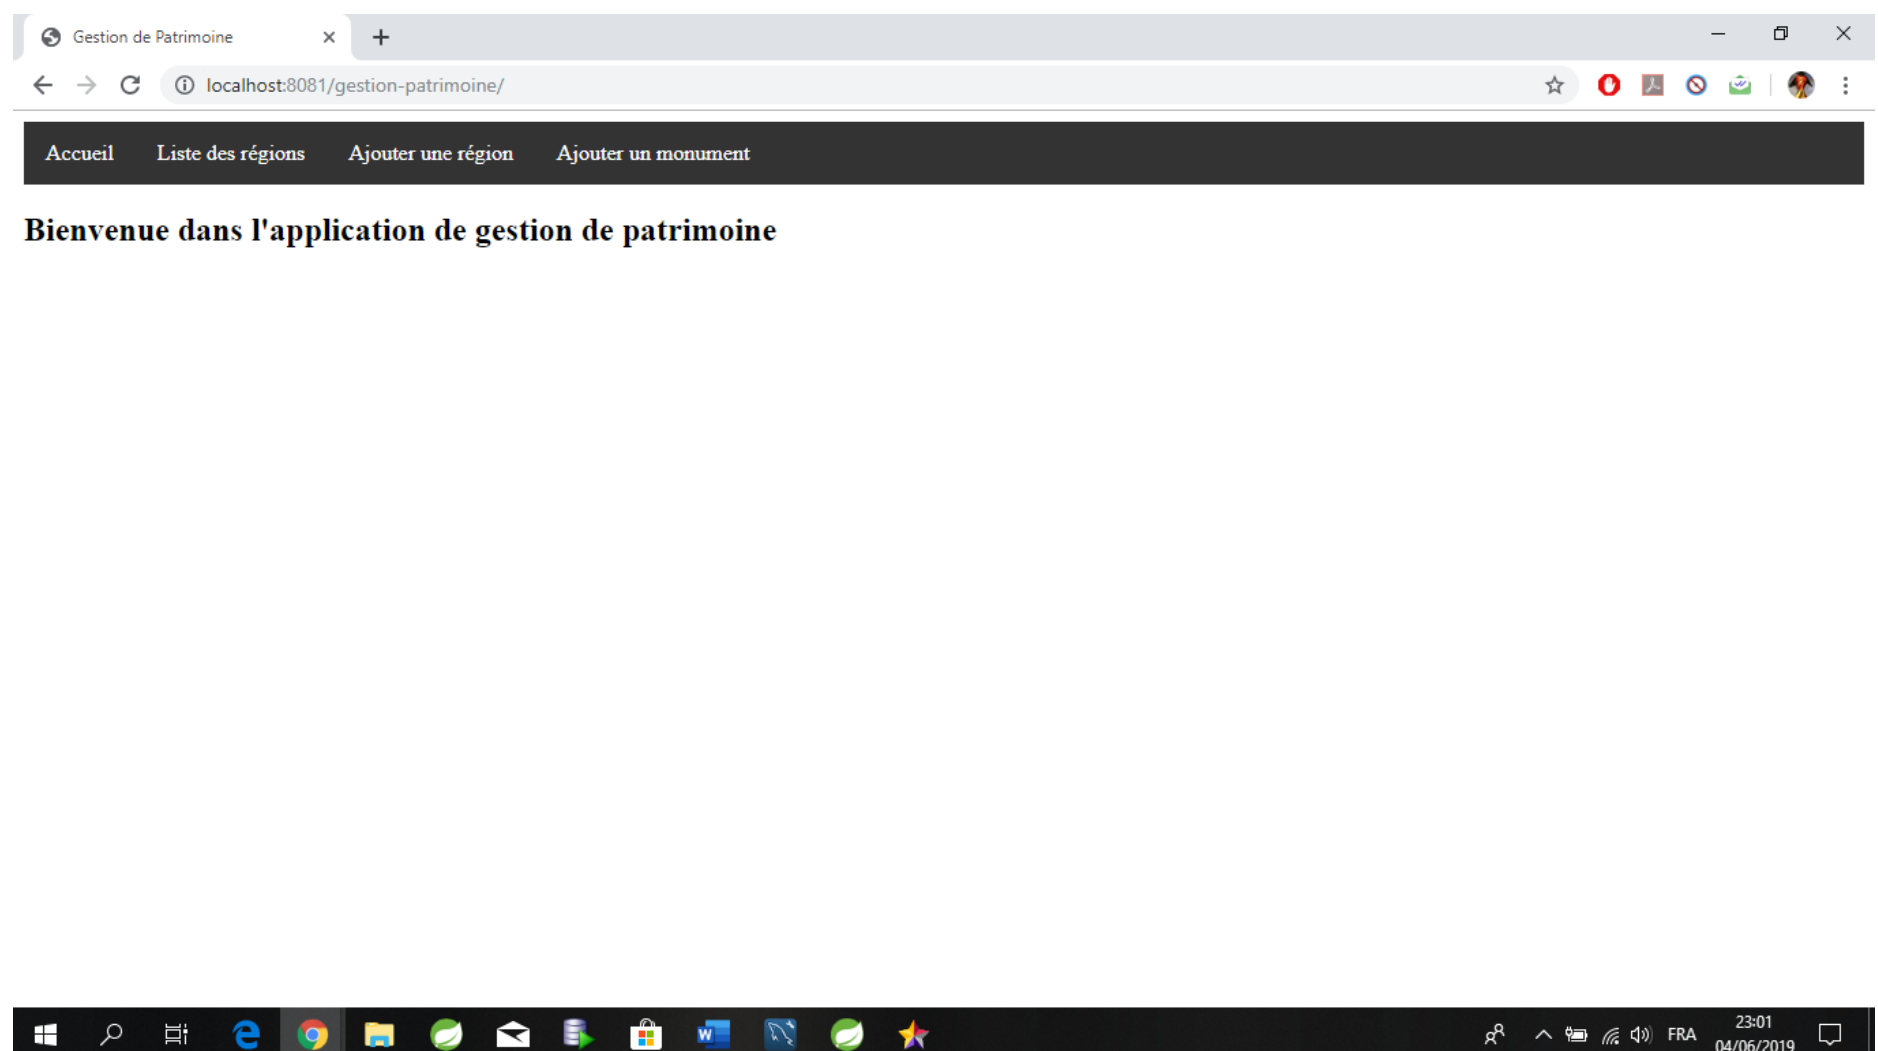 Gestion de Patrimoine
localhost:8081/gestion-patrimoine/
Accueil Liste des régions Ajouter une région Ajouter un monument
Bienvenue dans l'application de gestion de patrimoine
FRA 23:01
04/06/2019